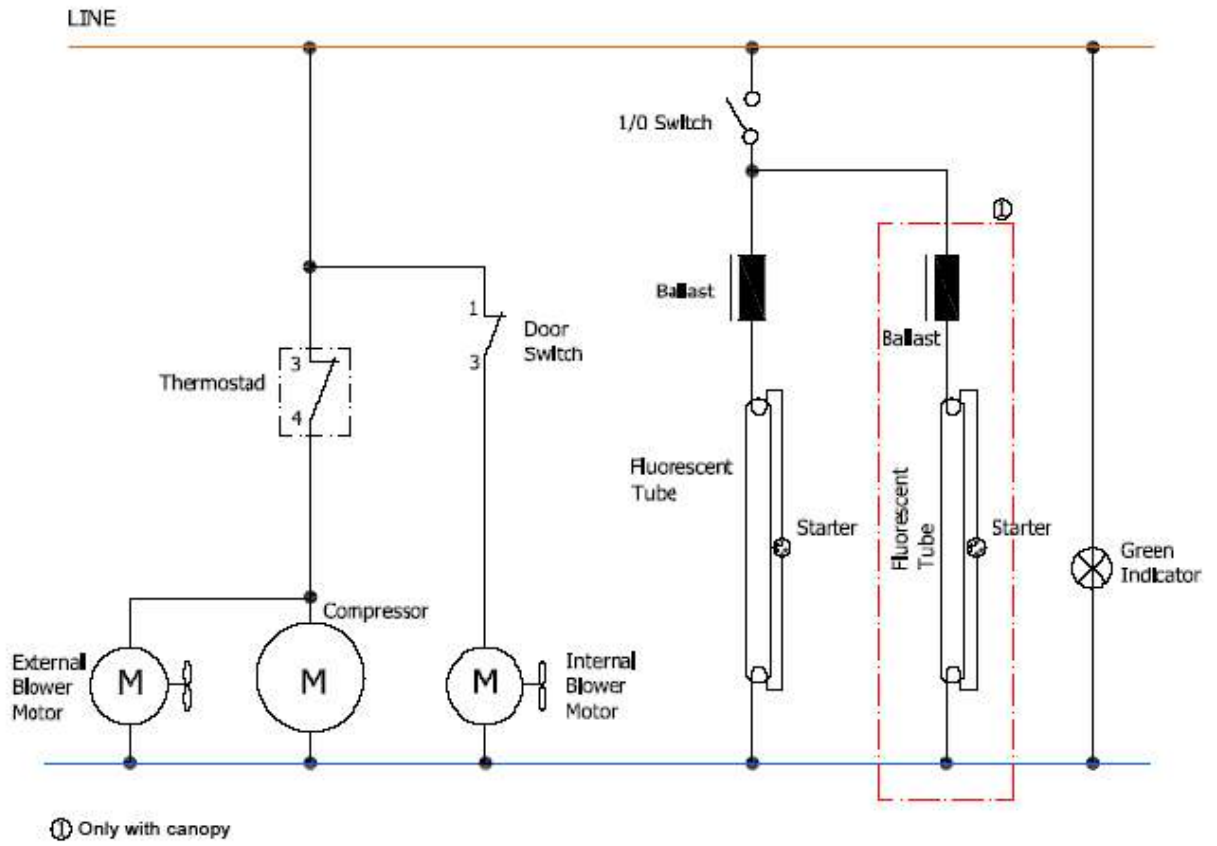 LINE
1/0 Switch
1
Ballast
Ballast
1
3
Door
Switch
3
4
Thermostad
Fluorescent
Tube
Starter
Fluorescent
Tube
Starter
Green
Indicator
Compressor
External
Blower
Motor
M
M
M
Internal
Blower
Motor
1 Only with canopy